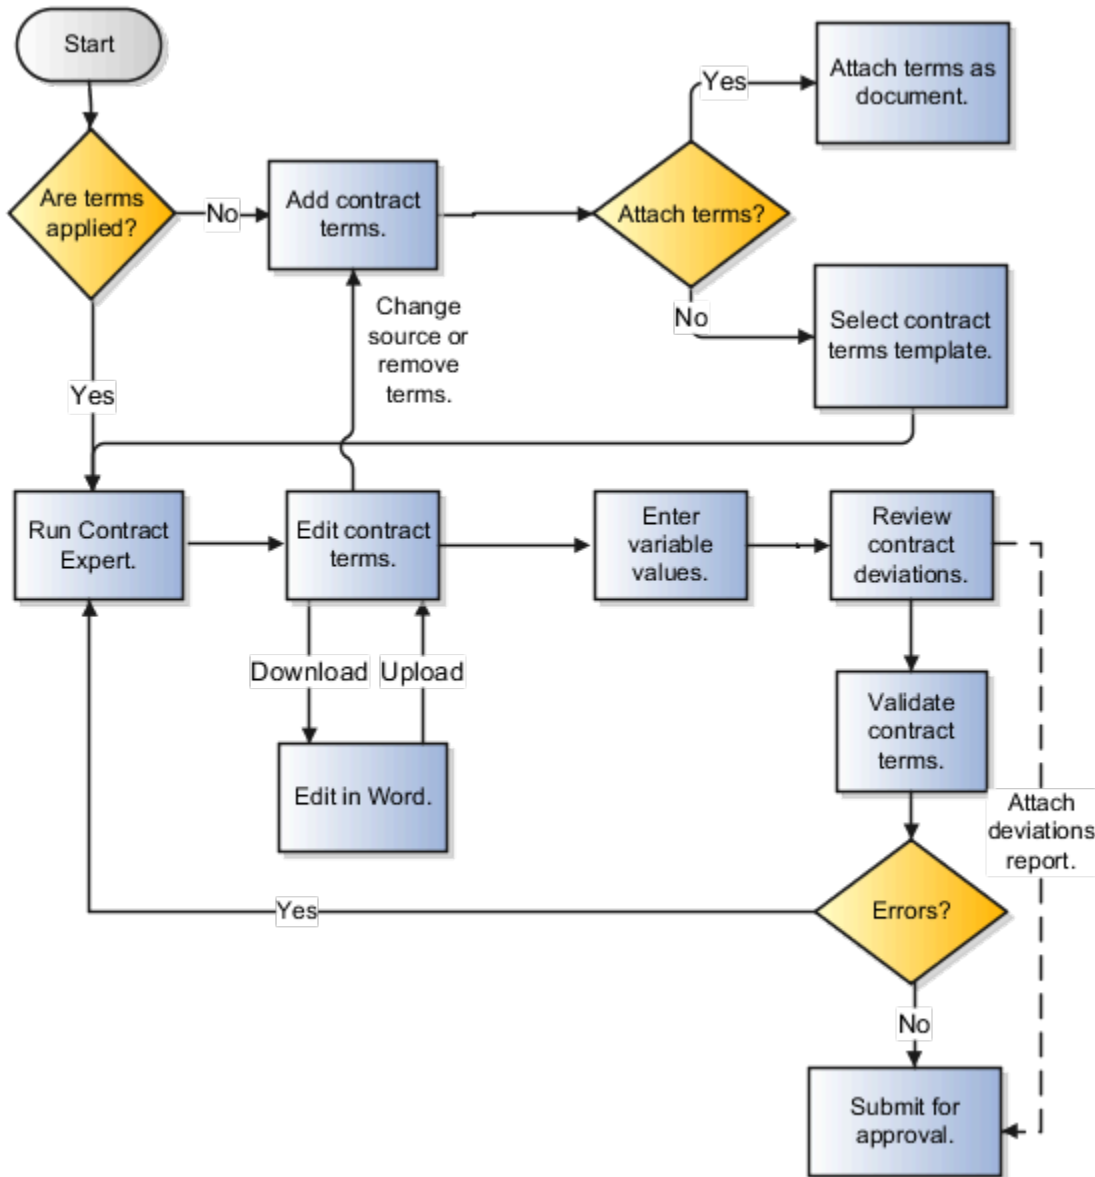 Start
Are terms
applied?
No
Add contract
terms.
Attach terms?
Yes
Attach terms as
document.
No
Select contract
terms template.
Change
source or
remove
terms.
Yes
Run Contract
Expert.
Edit contract
terms.
Enter
variable
values.
Review
contract
deviations.
Download
Upload
Edit in Word.
Validate
contract
terms.
Attach
deviations
report.
Errors?
Yes
No
Submit for
approval.